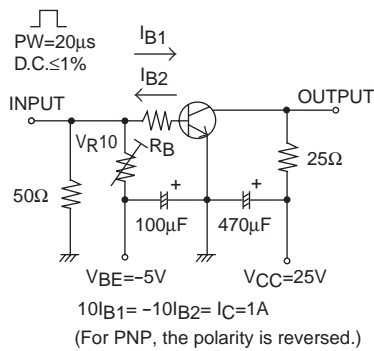 PW=20μs
D.C.≤1%
IB1
IB2
INPUT
OUTPUT
VR10
RB
50Ω
25Ω
+
+
100μF
470μF
VBE=–5V
VCC=25V
10IB1= –10IB2= IC=1A
(For PNP, the polarity is reversed.)